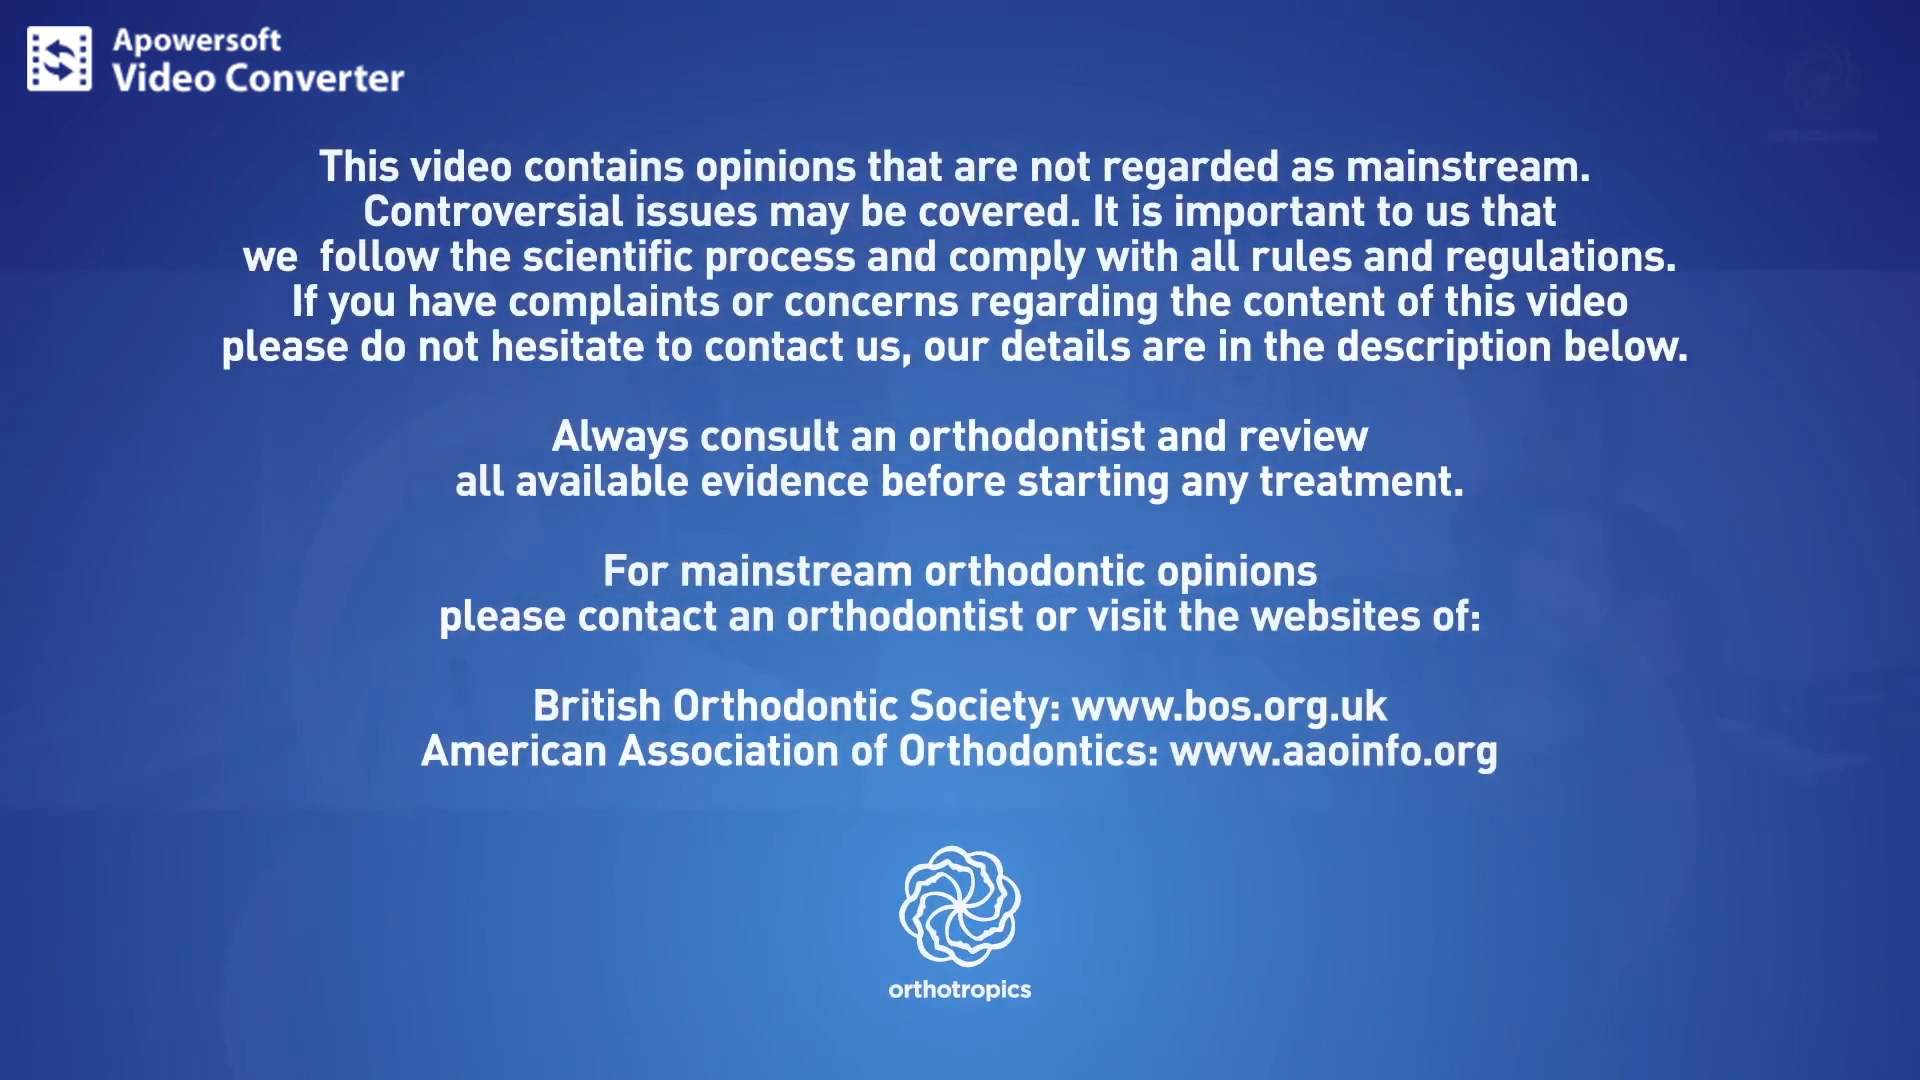 Apowersoft
Video Converter
This video contains opinions that are not regarded as mainstream.
Controversial issues may be covered. It is important to us that
we  follow the scientific process and comply with all rules and regulations.
If you have complaints or concerns regarding the content of this video
please do not hesitate to contact us, our details are in the description below.
Always consult an orthodontist and review
all available evidence before starting any treatment.
For mainstream orthodontic opinions
please contact an orthodontist or visit the websites of:
British Orthodontic Society: www.bos.org.uk
American Association of Orthodontics: www.aaoinfo.org
orthotropics